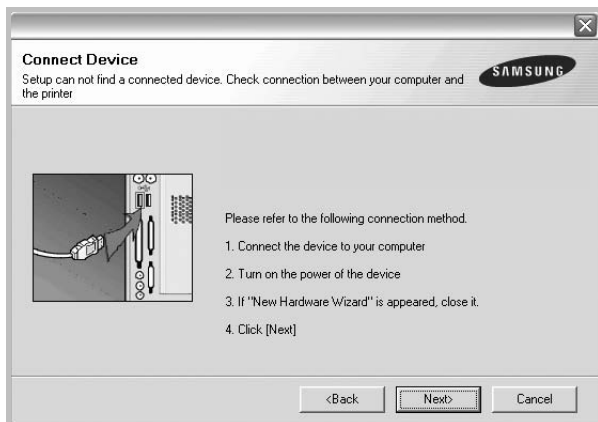 Connect Device
Setup can not find a connected device. Check connection between your computer and
the printer
SAMSUNG
Please refer to the following connection method.
1. Connect the device to your computer
2. Turn on the power of the device
3. If "New Hardware Wizard" is appeared, close it.
4. Click [Next]
<Back
Next>
Cancel